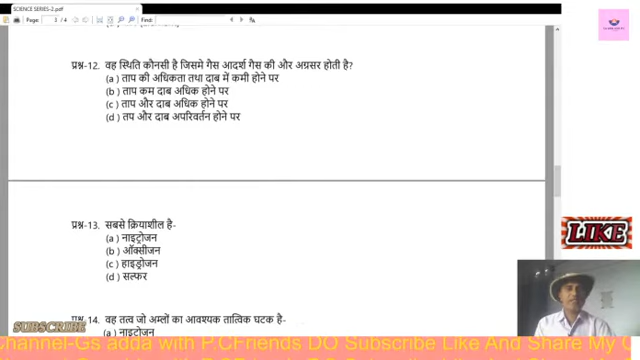 SCIENCE SERIES-2.pdf
Page: 3 / 4 Find:
प्रश्न-12. वह स्थिति कौनसी है जिसमे गैस आदर्श गैस की और अग्रसर होती है?
(a) ताप की अधिकता तथा दाब में कमी होने पर
(b) ताप कम दाब अधिक होने पर
(c) ताप और दाब अधिक होने पर
(d) तप और दाब अपरिवर्तन होने पर
प्रश्न-13. सबसे क्रियाशील है-
(a) नाइट्रोजन
(b) ऑक्सीजन
(c) हाइड्रोजन
(d) सल्फर
LIKE
प्रश्न-14. वह तत्व जो अम्लों का आवश्यक तात्विक घटक है-
(a) नाइट्रोजन
SUBSCRIBE
Channel-Gs adda with P.CFriends DO Subscribe Like And Share My C